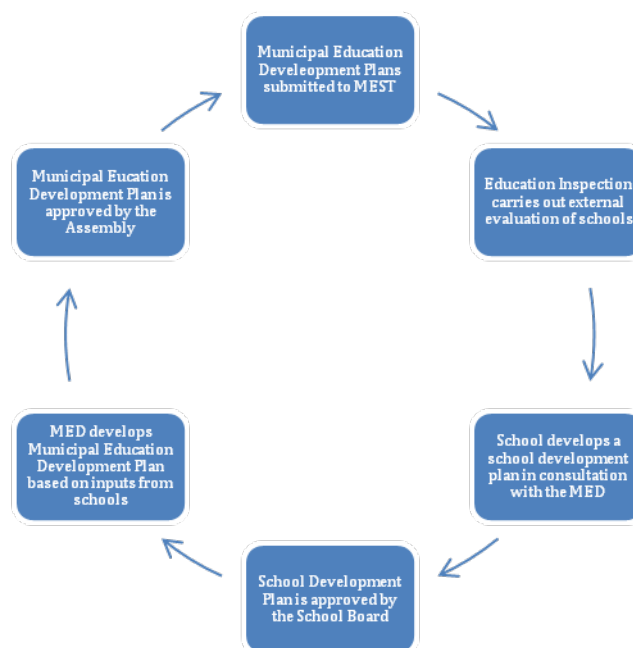 Municipal Education
Develeopment Plans
submitted to MEST
Education Inspection
carries out external
evaluation of schools
School develops a
school development
plan in consultation
with the MED
School Development
Plan is approved by
the School Board
MED develops
Municipal Education
Development Plan
based on inputs from
schools
Municipal Eucation
Development Plan is
approved by the
Assembly